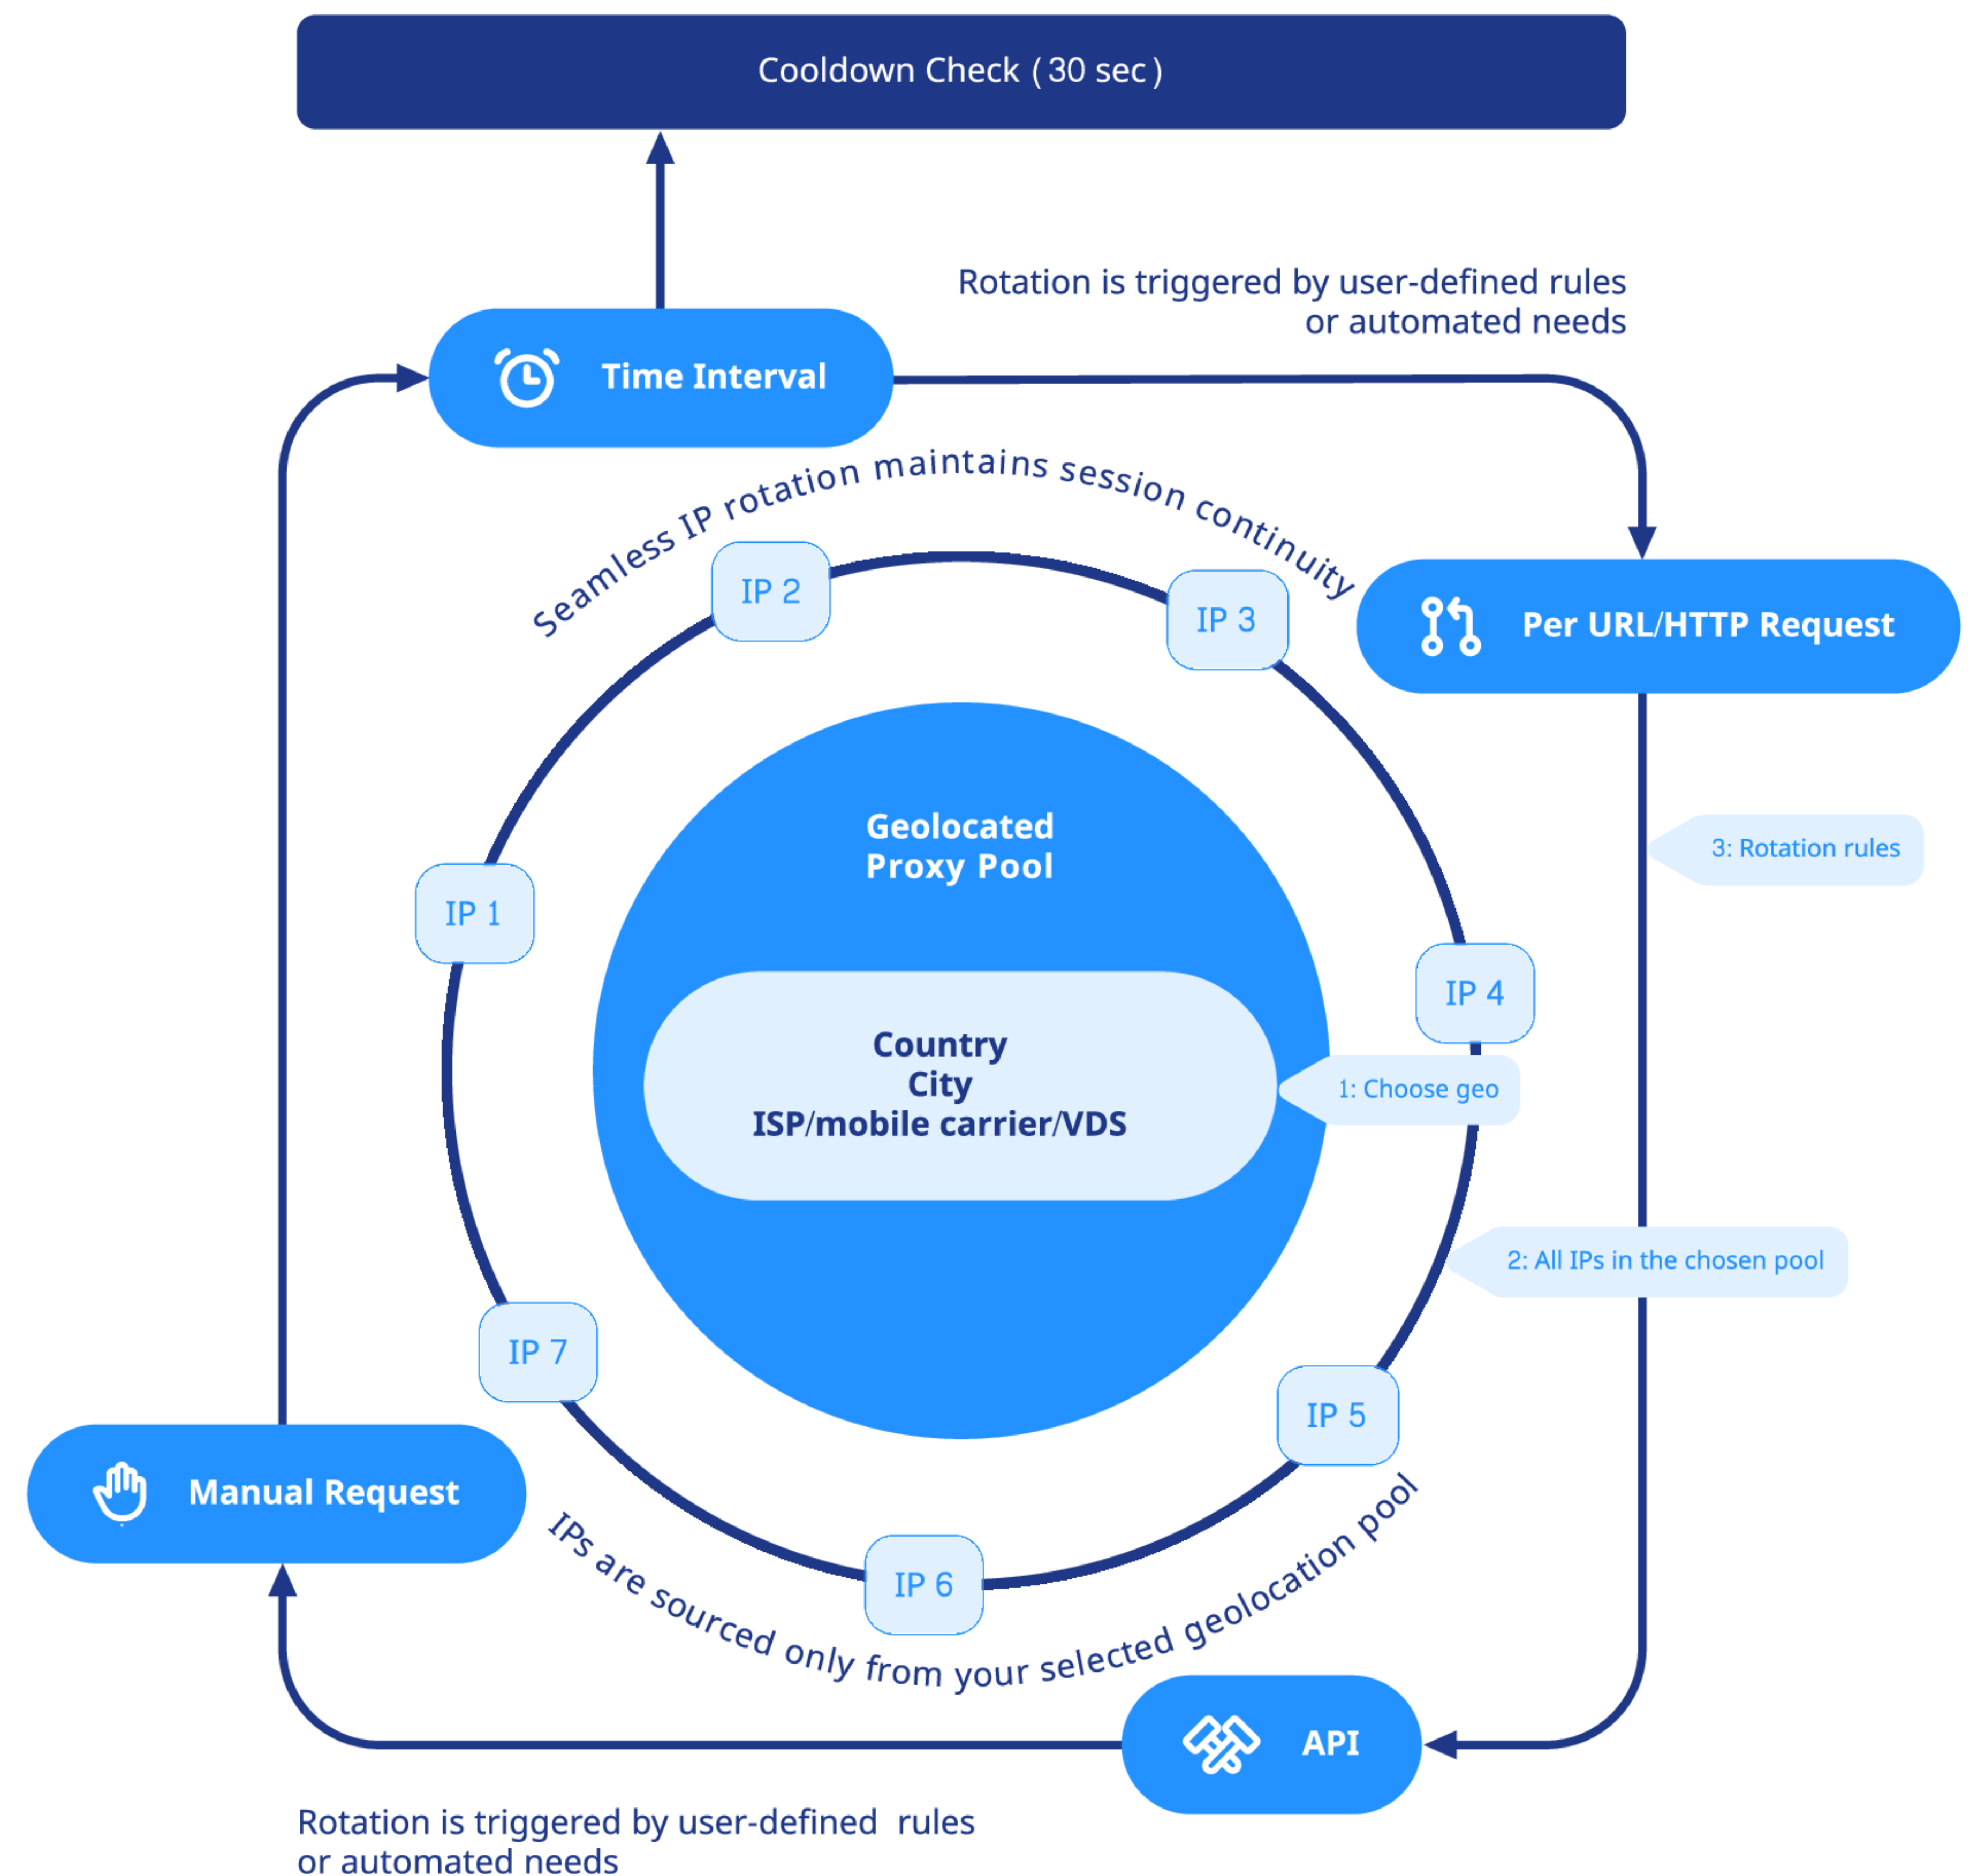 Cooldown Check (30 sec)
Rotation is triggered by user-defined rules
or automated needs
Time Interval
Seamless IP rotation maintains session continuity
IP 2
IP 3
Per URL/HTTP Request
Geolocated
Proxy Pool
3: Rotation rules
IP 1
IP 4
Country
City
ISP/mobile carrier/VDS
1: Choose geo
2: All IPs in the chosen pool
IP 7
IP 5
Manual Request
IP 6
IPs are sourced only from your selected geolocation pool
API
Rotation is triggered by user-defined  rules
or automated needs